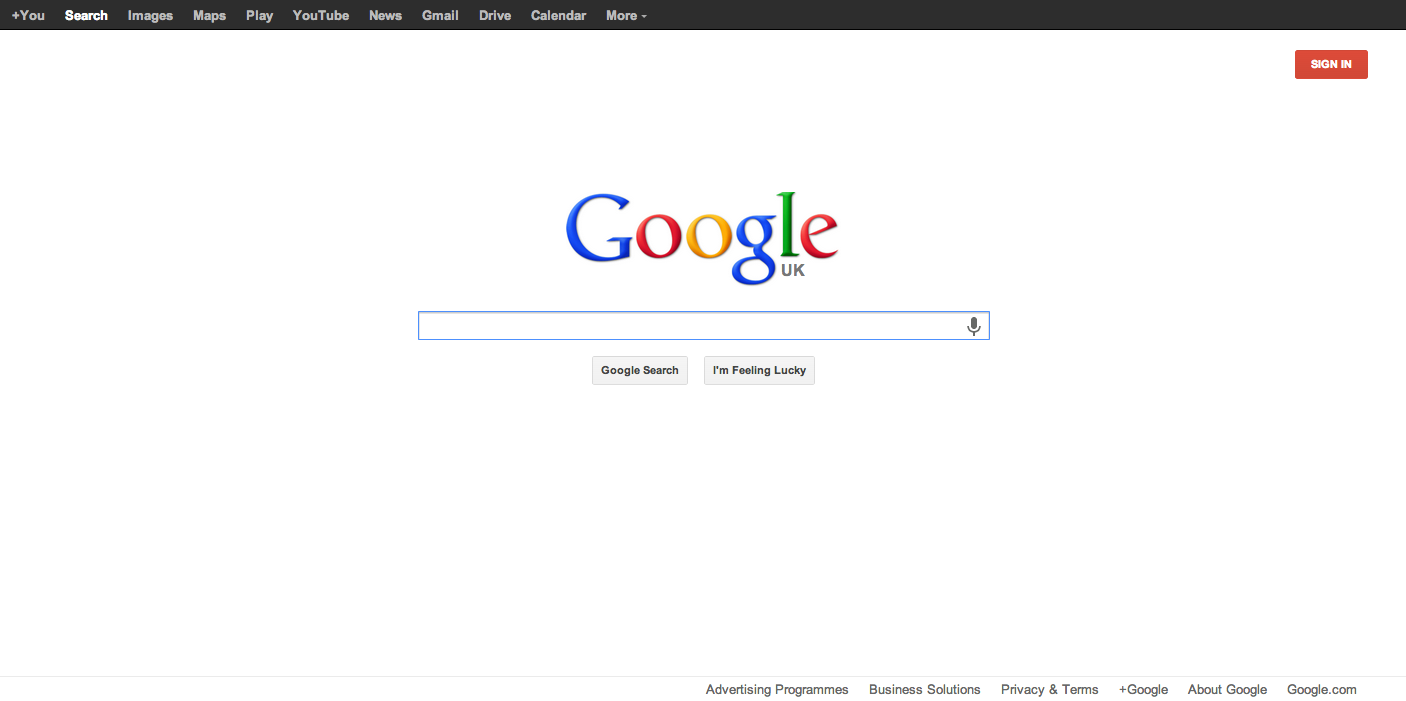 +You Search Images Maps Play YouTube News Gmail Drive Calendar More
SIGN IN
Google
UK
Google Search I'm Feeling Lucky
Advertising Programmes Business Solutions Privacy & Terms +Google About Google Google.com